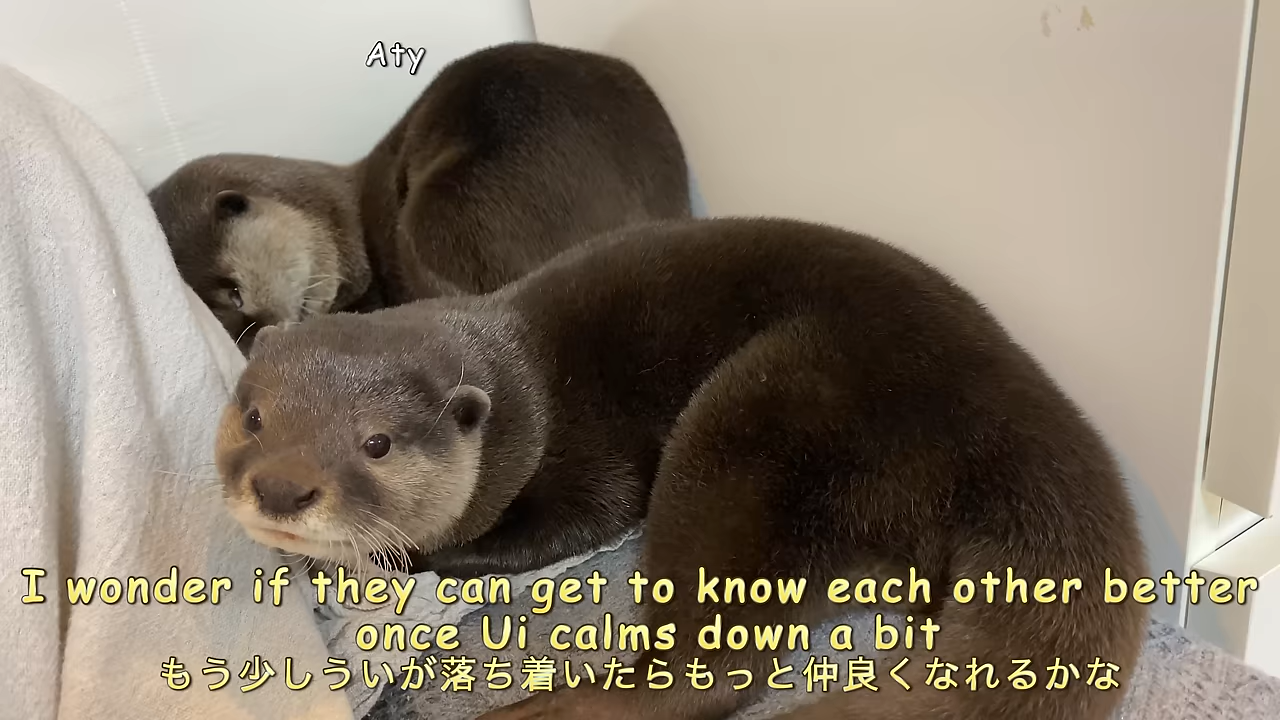 Aty
I wonder if they can get to know each other better
once Ui calms down a bit
もう少しういが落ち着いたらもっと仲良くなれるかな